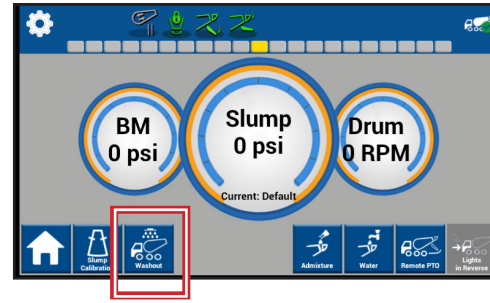 BM
0 psi
Slump
0 psi
Current: Default
Drum
0 RPM
Slump
Calibration
Washout
Admixture
Water
Remote PTO
Lights
in Reverse